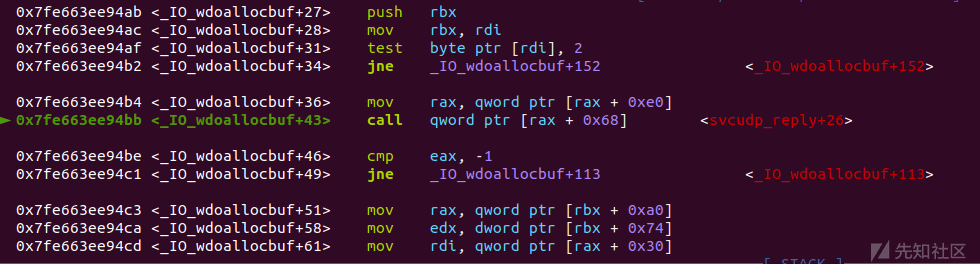 0x7fe663ee94ab <_IO_wdoallocbuf+27> push rbx
0x7fe663ee94ac <_IO_wdoallocbuf+28> mov rbx, rdi
0x7fe663ee94af <_IO_wdoallocbuf+31> test byte ptr [rdi], 2
0x7fe663ee94b2 <_IO_wdoallocbuf+34> jne _IO_wdoallocbuf+152 <_IO_wdoallocbuf+152>
0x7fe663ee94b4 <_IO_wdoallocbuf+36> mov rax, qword ptr [rax + 0xe0]
► 0x7fe663ee94bb <_IO_wdoallocbuf+43> call qword ptr [rax + 0x68] <svcudp_reply+26>
0x7fe663ee94be <_IO_wdoallocbuf+46> cmp eax, -1
0x7fe663ee94c1 <_IO_wdoallocbuf+49> jne _IO_wdoallocbuf+113 <_IO_wdoallocbuf+113>
0x7fe663ee94c3 <_IO_wdoallocbuf+51> mov rax, qword ptr [rbx + 0xa0]
0x7fe663ee94ca <_IO_wdoallocbuf+58> mov edx, dword ptr [rbx + 0x74]
0x7fe663ee94cd <_IO_wdoallocbuf+61> mov rdi, qword ptr [rax + 0x30]
[ STACK ]
先知社区